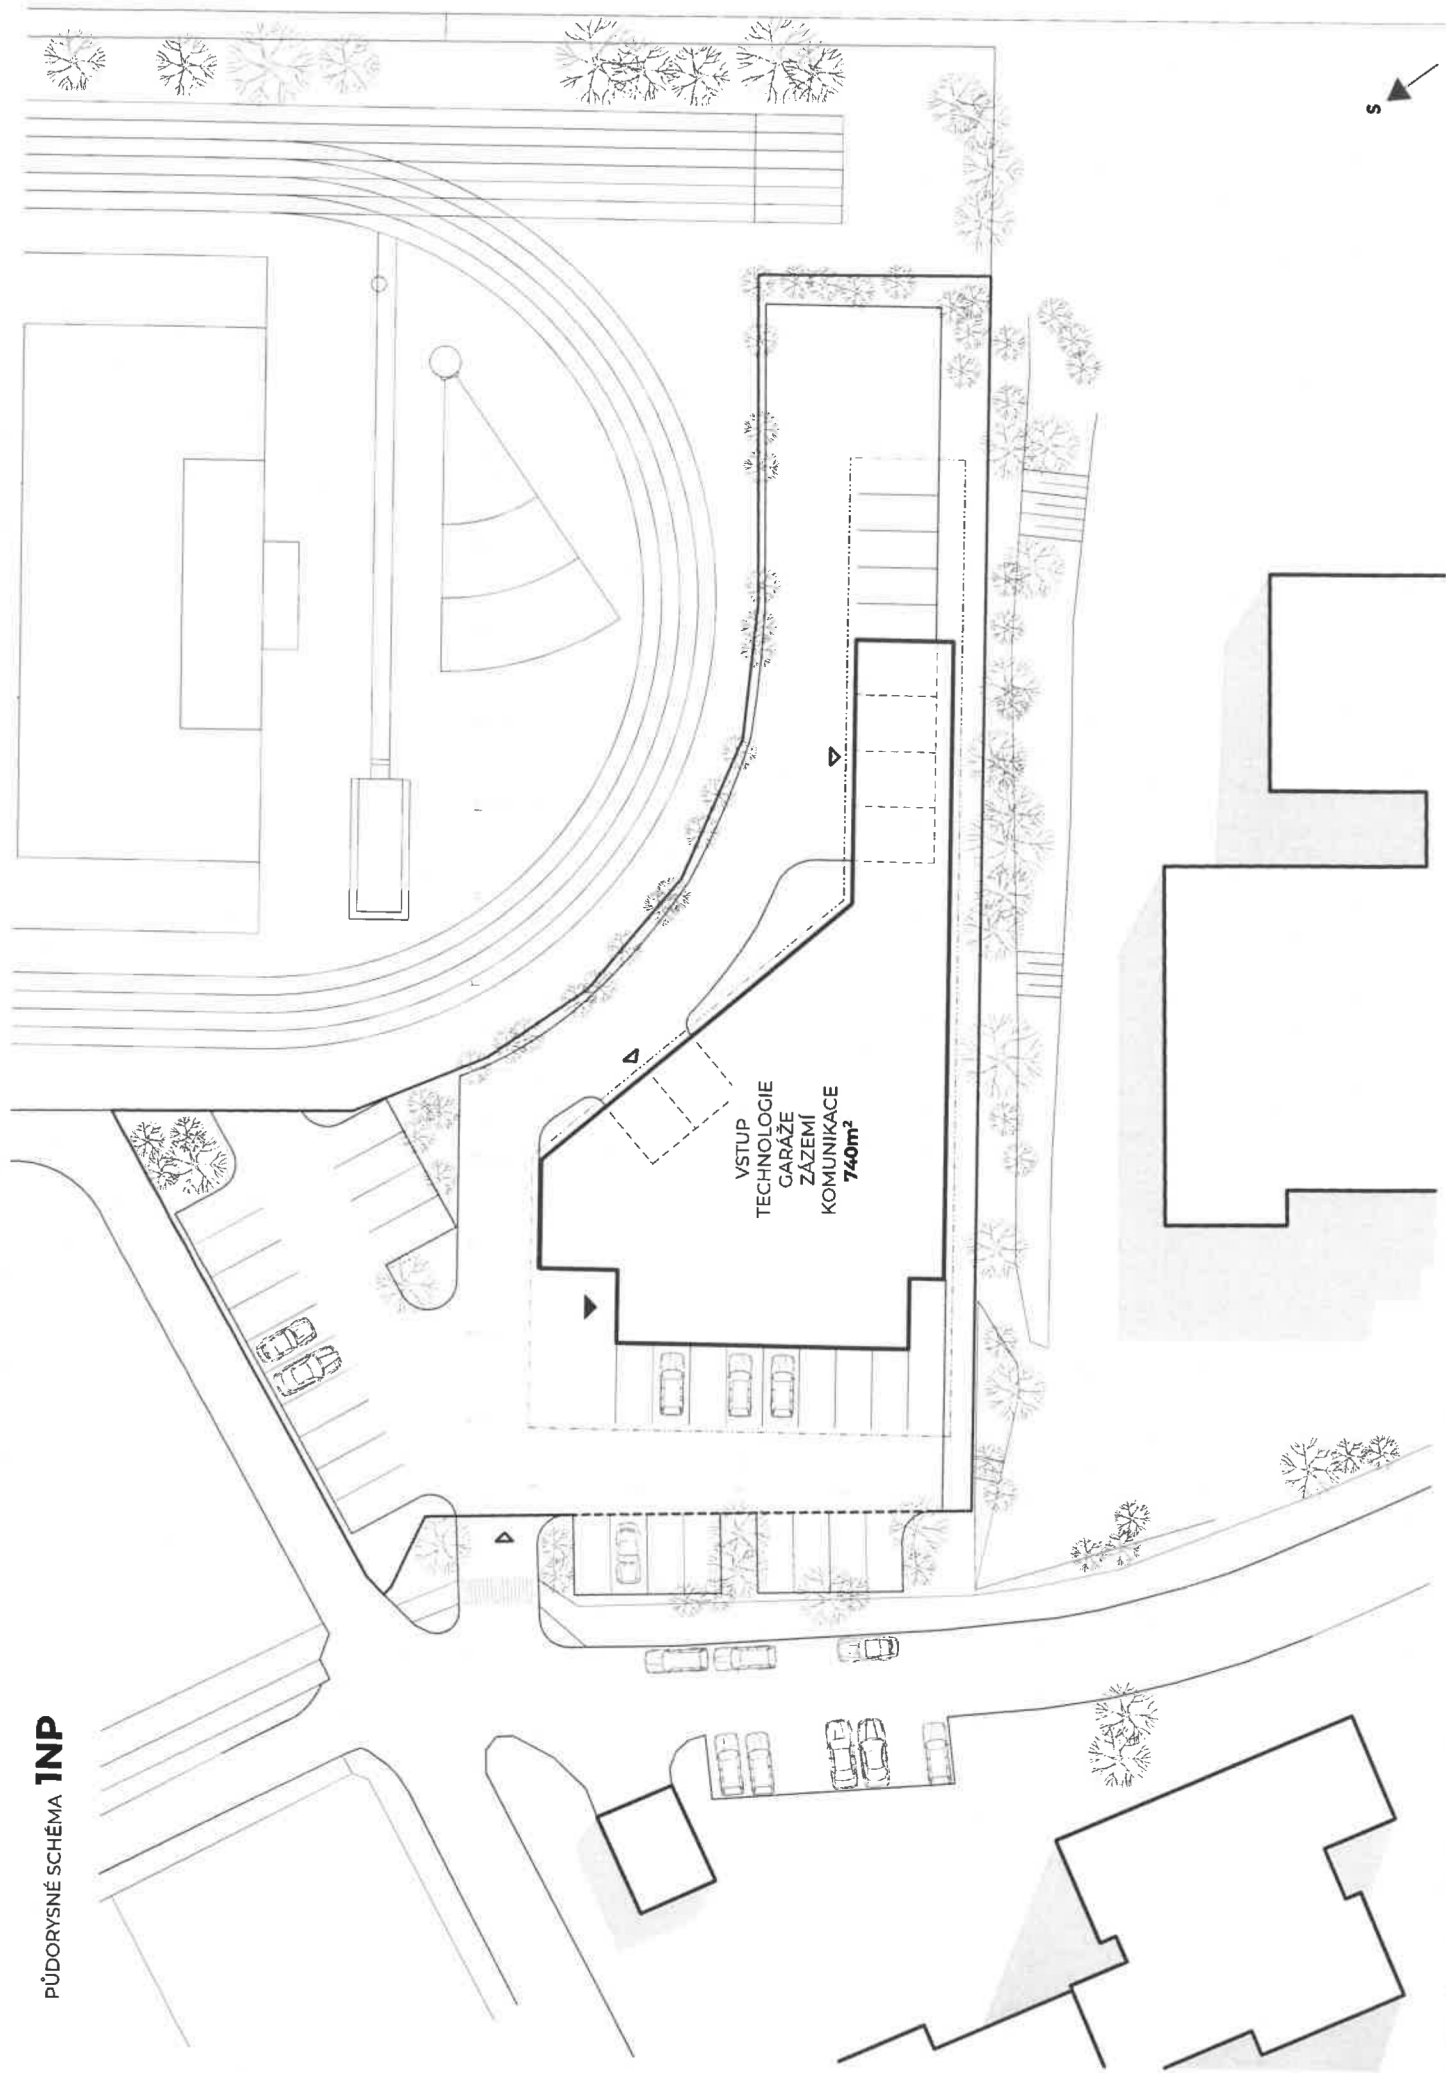 PŮDORYSNÉ SCHÉMA 1NP
VSTUP
TECHNOLOGIE
GARÁŽE
ZÁZEMÍ
KOMUNIKACE
740m²
S